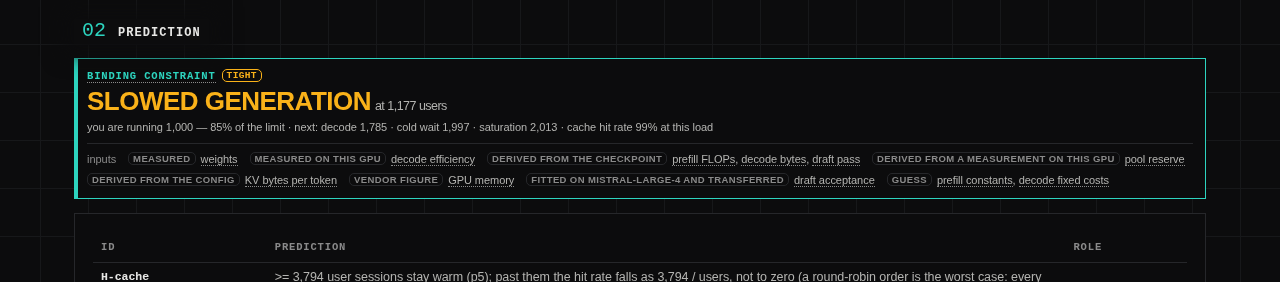 02 PREDICTION
BINDING CONSTRAINT TIGHT
SLOWED GENERATION at 1,177 users
you are running 1,000 — 85% of the limit · next: decode 1,785 · cold wait 1,997 · saturation 2,013 · cache hit rate 99% at this load
inputs MEASURED weights MEASURED ON THIS GPU decode efficiency DERIVED FROM THE CHECKPOINT prefill FLOPs, decode bytes, draft pass DERIVED FROM A MEASUREMENT ON THIS GPU pool reserve
DERIVED FROM THE CONFIG KV bytes per token VENDOR FIGURE GPU memory FITTED ON MISTRAL-LARGE-4 AND TRANSFERRED draft acceptance GUESS prefill constants, decode fixed costs
ID PREDICTION ROLE
H-cache >= 3,794 user sessions stay warm (p5); past them the hit rate falls as 3,794 / users, not to zero (a round-robin order is the worst case: every